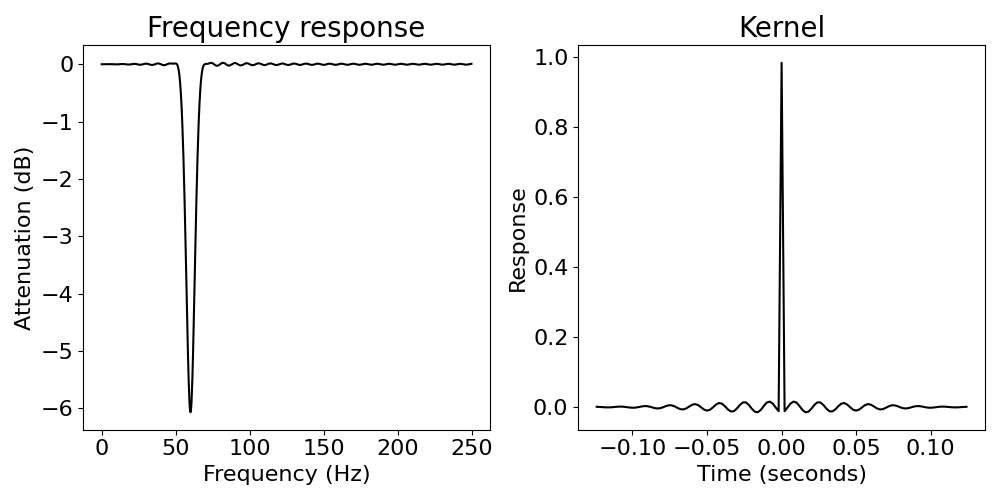 Frequency response
Attenuation (dB)
0
−1
−2
−3
−4
−5
−6
0 50 100 150 200 250
Frequency (Hz)
Kernel
Response
1.0
0.8
0.6
0.4
0.2
0.0
−0.10 −0.05 0.00 0.05 0.10
Time (seconds)